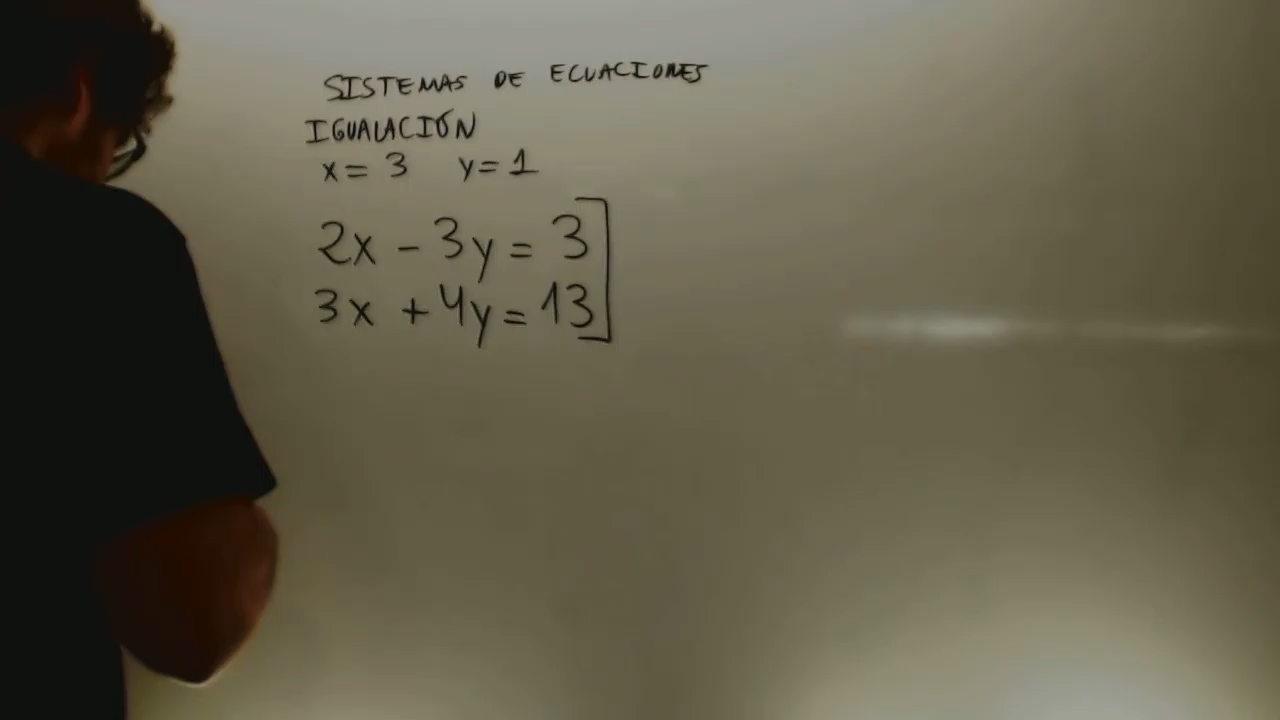 SISTEMAS DE ECUACIONES
IGUALACIÓN
x = 3 y = 1
2x - 3y = 3
3x + 4y = 13